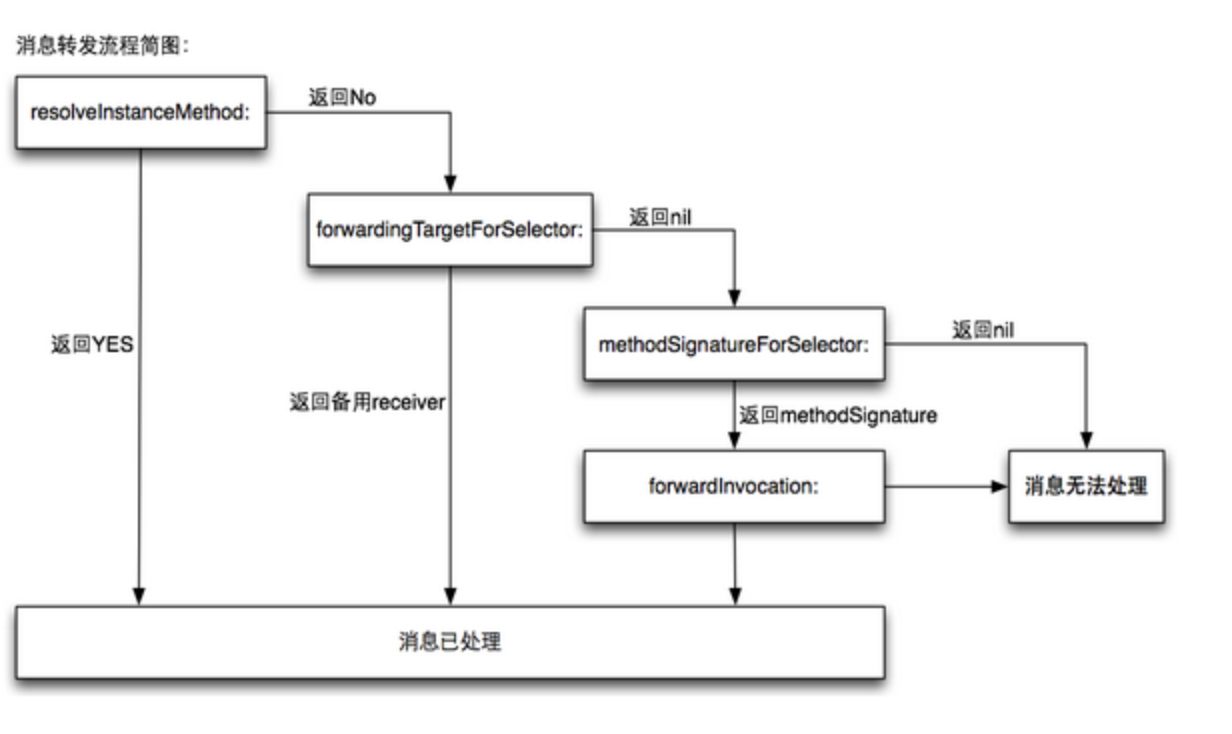 消息转发流程简图：
resolveInstanceMethod:
返回No
forwardingTargetForSelector:
返回nil
methodSignatureForSelector:
返回nil
返回YES
返回备用receiver
返回methodSignature
forwardInvocation:
消息无法处理
消息已处理